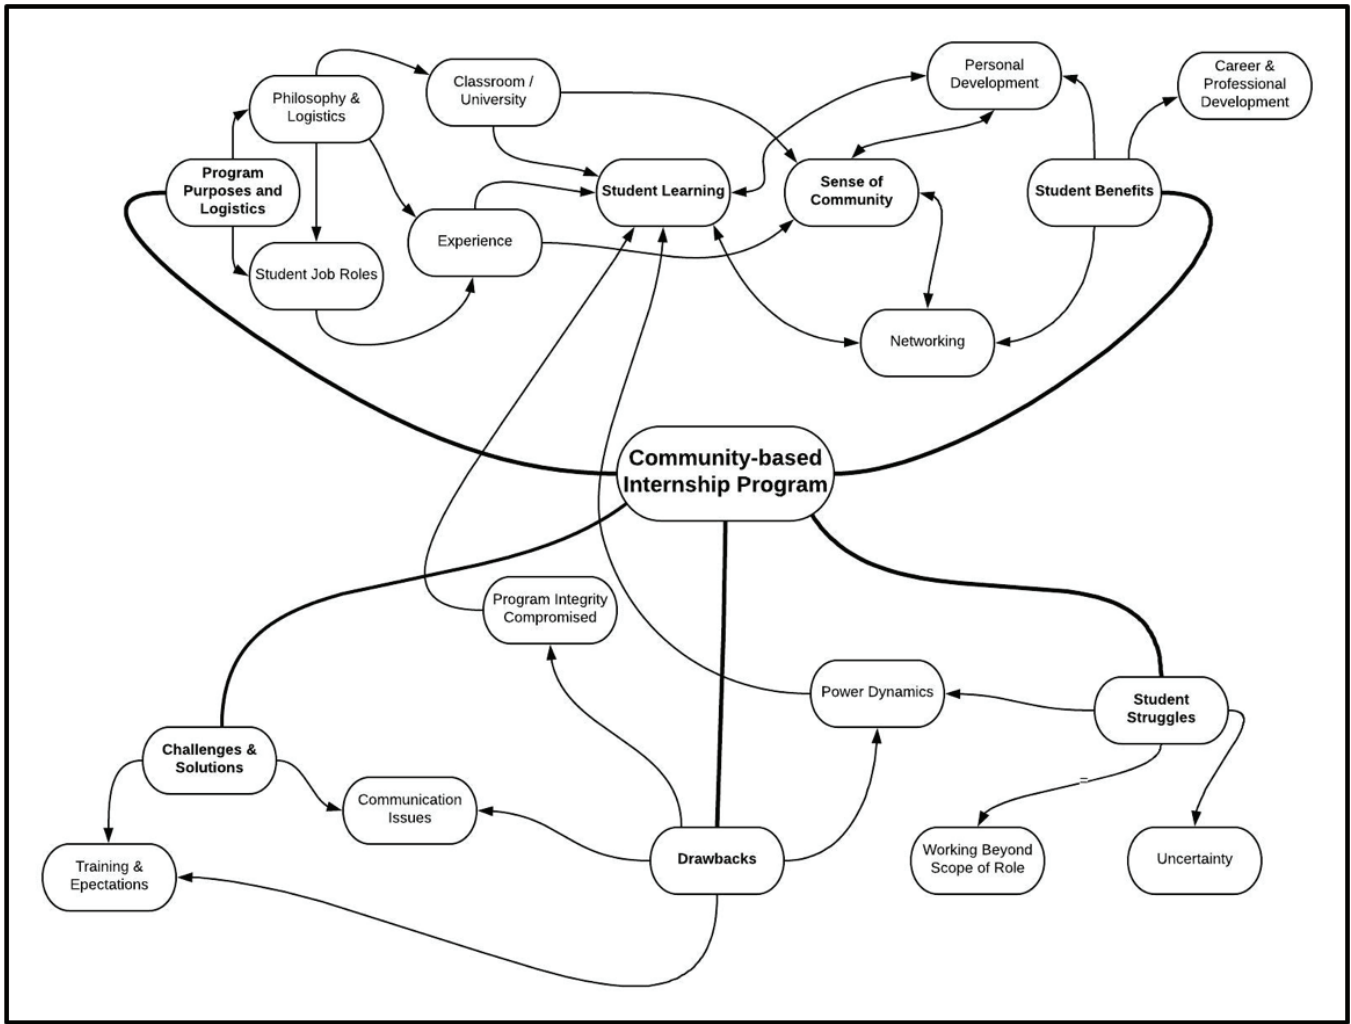 Personal
Development
Career &
Professional
Development
Classroom /
University
Philosophy &
Logistics
Program
Purposes and
Logistics
Student Learning
Sense of
Community
Student Benefits
Experience
Student Job Roles
Networking
Community-based
Internship Program
Program Integrity
Compromised
Power Dynamics
Student
Struggles
Challenges &
Solutions
Communication
Issues
Drawbacks
Working Beyond
Scope of Role
Uncertainty
Training &
Epectations
=